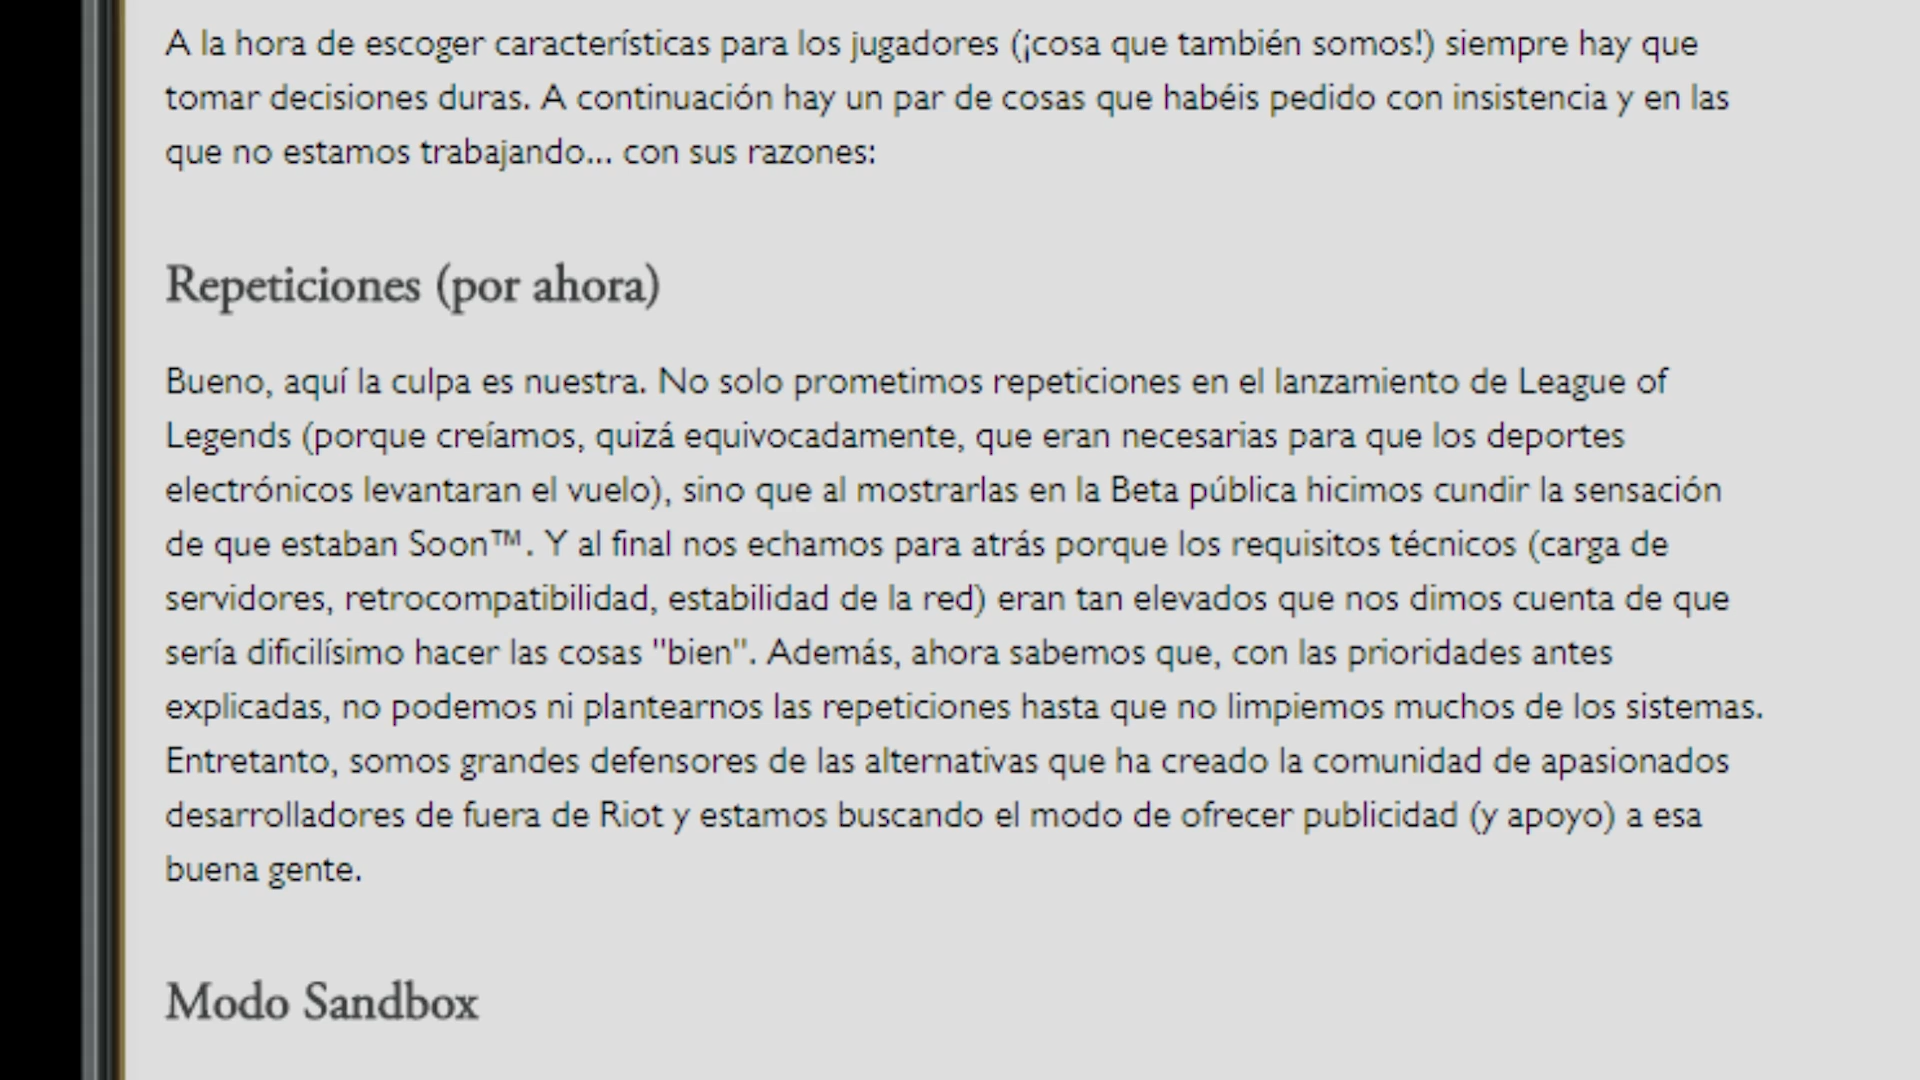 A la hora de escoger características para los jugadores (¡cosa que también somos!) siempre hay que
tomar decisiones duras. A continuación hay un par de cosas que habéis pedido con insistencia y en las
que no estamos trabajando... con sus razones:
Repeticiones (por ahora)
Bueno, aquí la culpa es nuestra. No solo prometimos repeticiones en el lanzamiento de League of
Legends (porque creíamos, quizá equivocadamente, que eran necesarias para que los deportes
electrónicos levantaran el vuelo), sino que al mostrarlas en la Beta pública hicimos cundir la sensación
de que estaban Soon™. Y al final nos echamos para atrás porque los requisitos técnicos (carga de
servidores, retrocompatibilidad, estabilidad de la red) eran tan elevados que nos dimos cuenta de que
sería dificilísimo hacer las cosas "bien". Además, ahora sabemos que, con las prioridades antes
explicadas, no podemos ni plantearnos las repeticiones hasta que no limpiemos muchos de los sistemas.
Entretanto, somos grandes defensores de las alternativas que ha creado la comunidad de apasionados
desarrolladores de fuera de Riot y estamos buscando el modo de ofrecer publicidad (y apoyo) a esa
buena gente.
Modo Sandbox